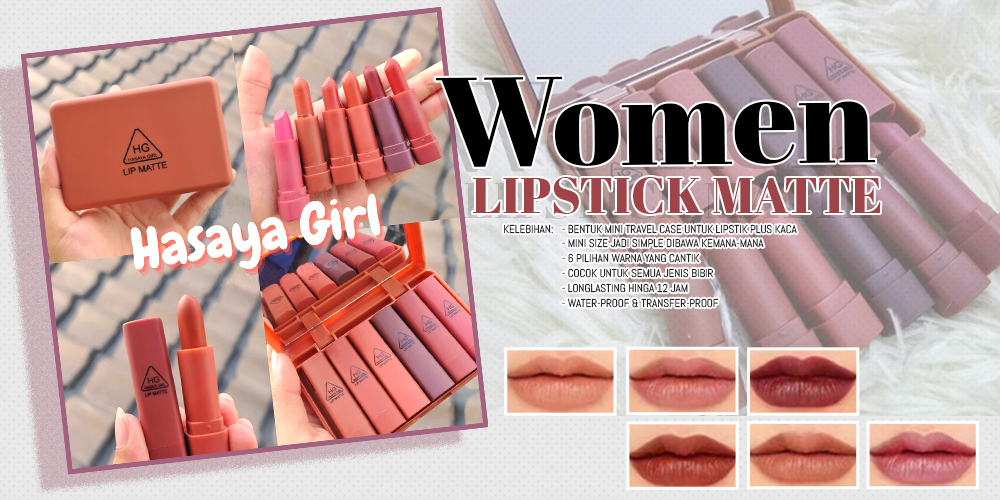 HG
HASAYA GIRL
LIP MATTE
Hasaya Girl
HG
LIP MATTE
HG
HG
Women
LIPSTICK MATTE
KELEBIHAN: - BENTUK MINI TRAVEL CASE UNTUK LIPSTIK PLUS KACA
- MINI SIZE JADI SIMPLE DIBAWA KEMANA-MANA
- 6 PILIHAN WARNA YANG CANTIK
- COCOK UNTUK SEMUA JENIS BIBIR
- LONGLASTING HINGA 12 JAM
- WATER-PROOF & TRANSFER-PROOF